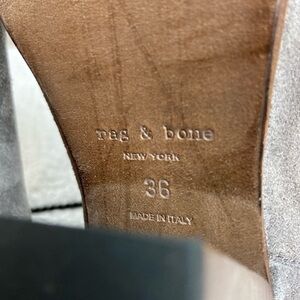 rag & bone
NEW YORK
36
MADE IN ITALY